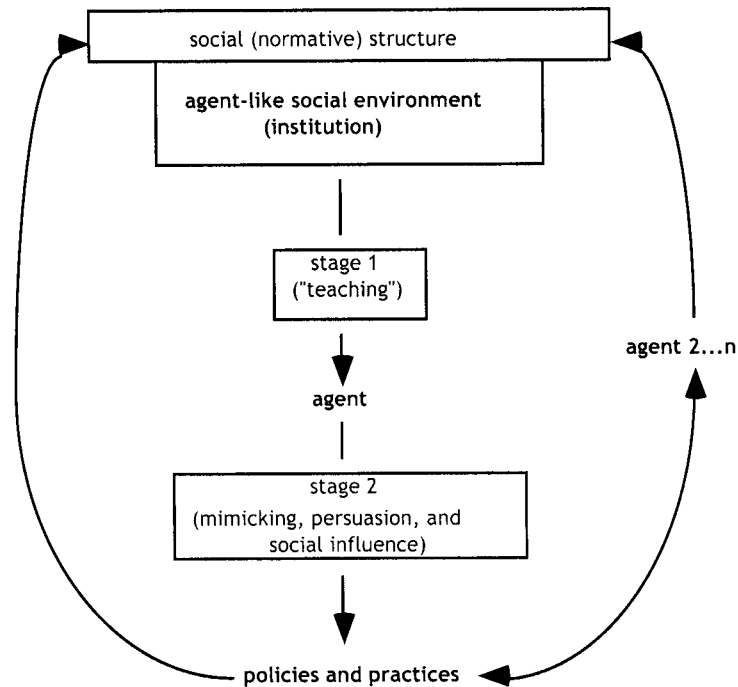 social (normative) structure
agent-like social environment
(institution)
stage 1
("teaching")
agent 2...n
agent
stage 2
(mimicking, persuasion, and
social influence)
policies and practices